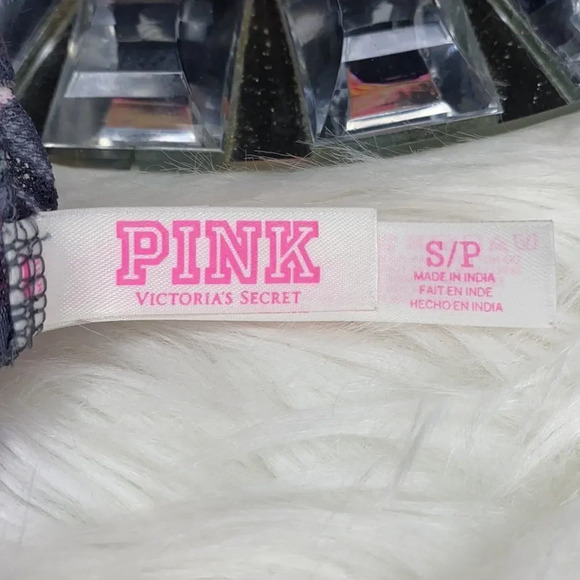 PINK
VICTORIA'S SECRET
S/P
MADE IN INDIA
FAIT EN INDE
HECHO EN INDIA